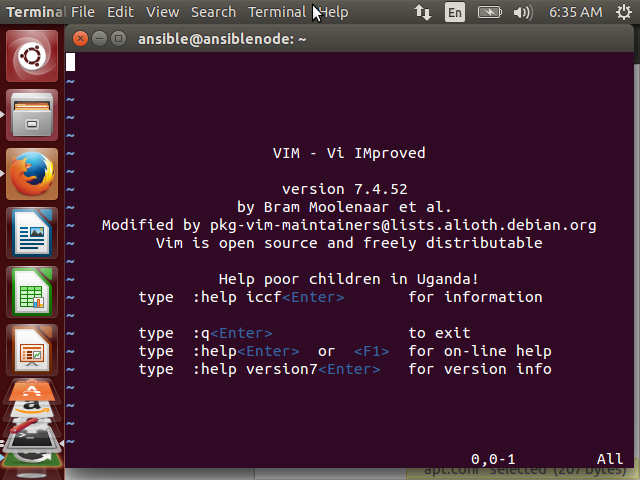 Terminal File Edit View Search Terminal Help En 6:35 AM
ansible@ansiblenode: ~
~
~
~
~
~ VIM - Vi IMproved
~
~ version 7.4.52
~ by Bram Moolenaar et al.
~ Modified by pkg-vim-maintainers@lists.alioth.debian.org
~ Vim is open source and freely distributable
~
~ Help poor children in Uganda!
~ type :help iccf<Enter> for information
~
~ type :q<Enter> to exit
~ type :help<Enter> or <F1> for on-line help
~ type :help version7<Enter> for version info
~
~
~
~
0,0-1 All
"apt.conf" selected (207 bytes)